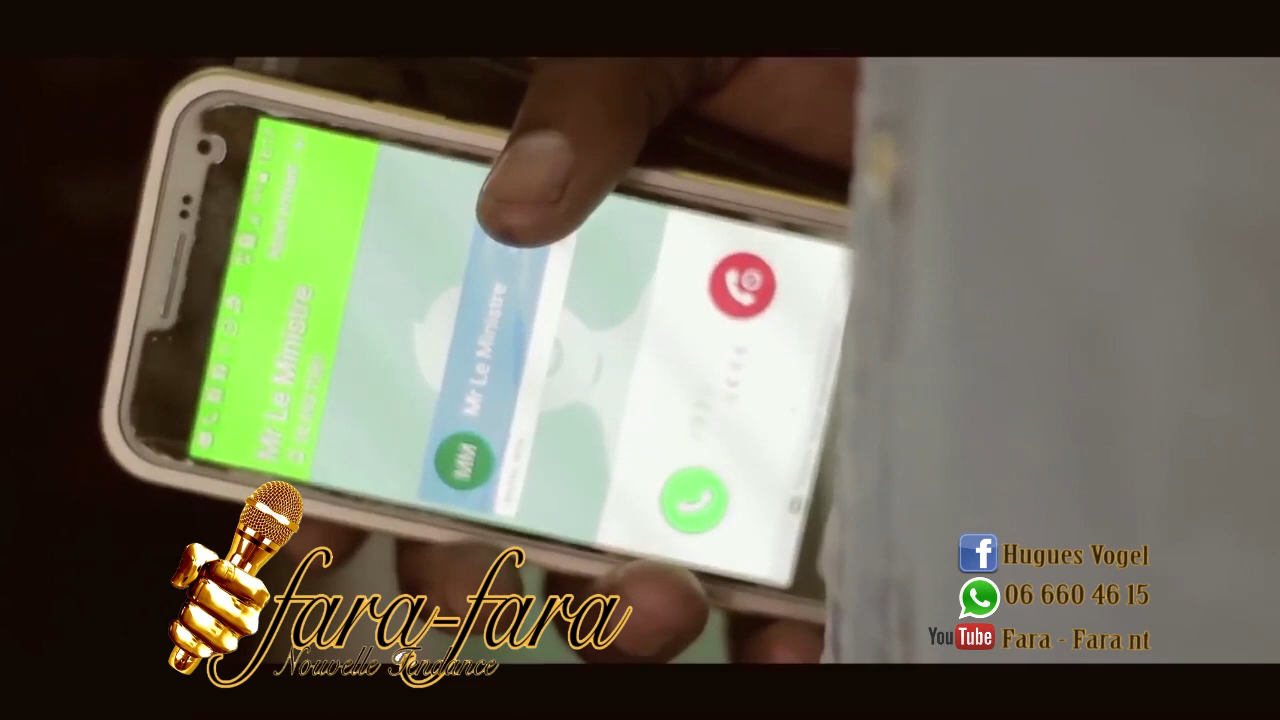 Mr Le Ministre
Mr Le Ministre
MM
fara-fara
Nouvelle Tendance
f Hugues Vogel
06 660 46 15
YouTube Fara - Fara nt